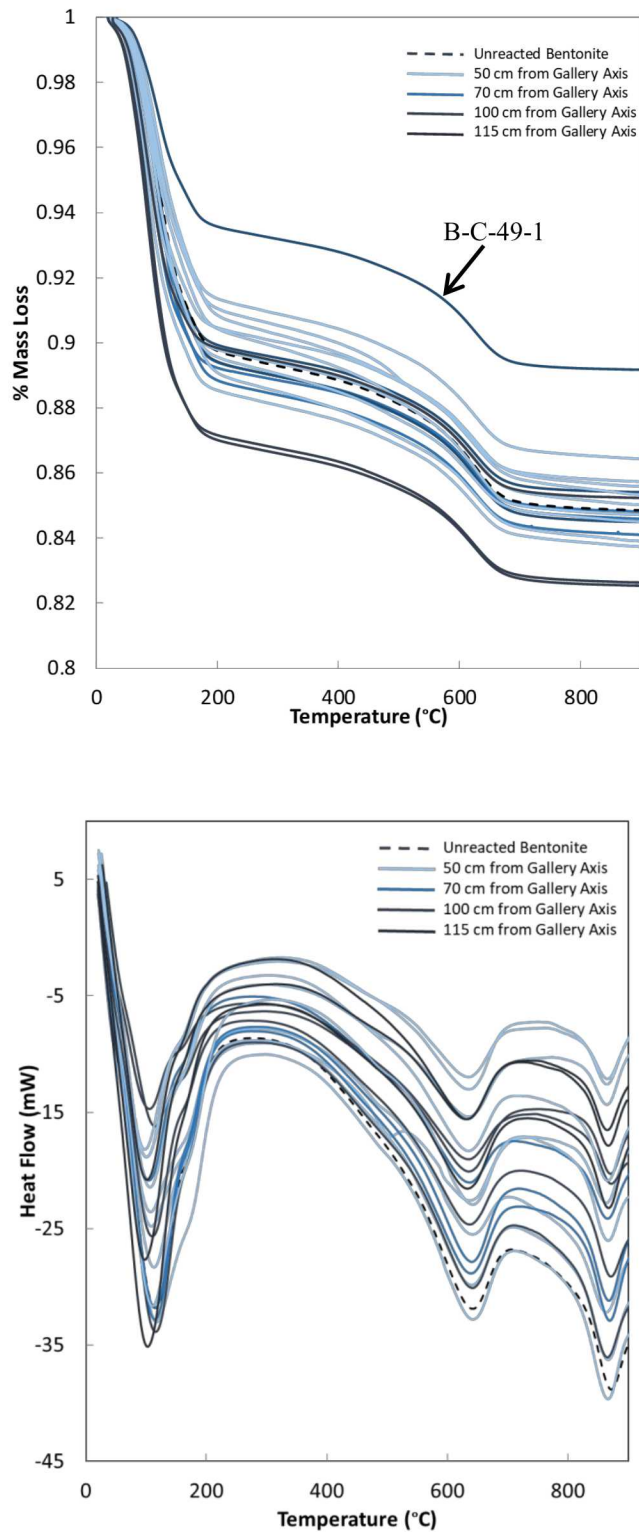 1
0.98
0.96
0.94
0.92
0.9
0.88
0.86
0.84
0.82
0.8
% Mass Loss
Unreacted Bentonite
50 cm from Gallery Axis
70 cm from Gallery Axis
100 cm from Gallery Axis
115 cm from Gallery Axis
B-C-49-1
0 200 400 600 800
Temperature (°C)
5
-5
-15
-25
-35
-45
Heat Flow (mW)
Unreacted Bentonite
50 cm from Gallery Axis
70 cm from Gallery Axis
100 cm from Gallery Axis
115 cm from Gallery Axis
0 200 400 600 800
Temperature (°C)